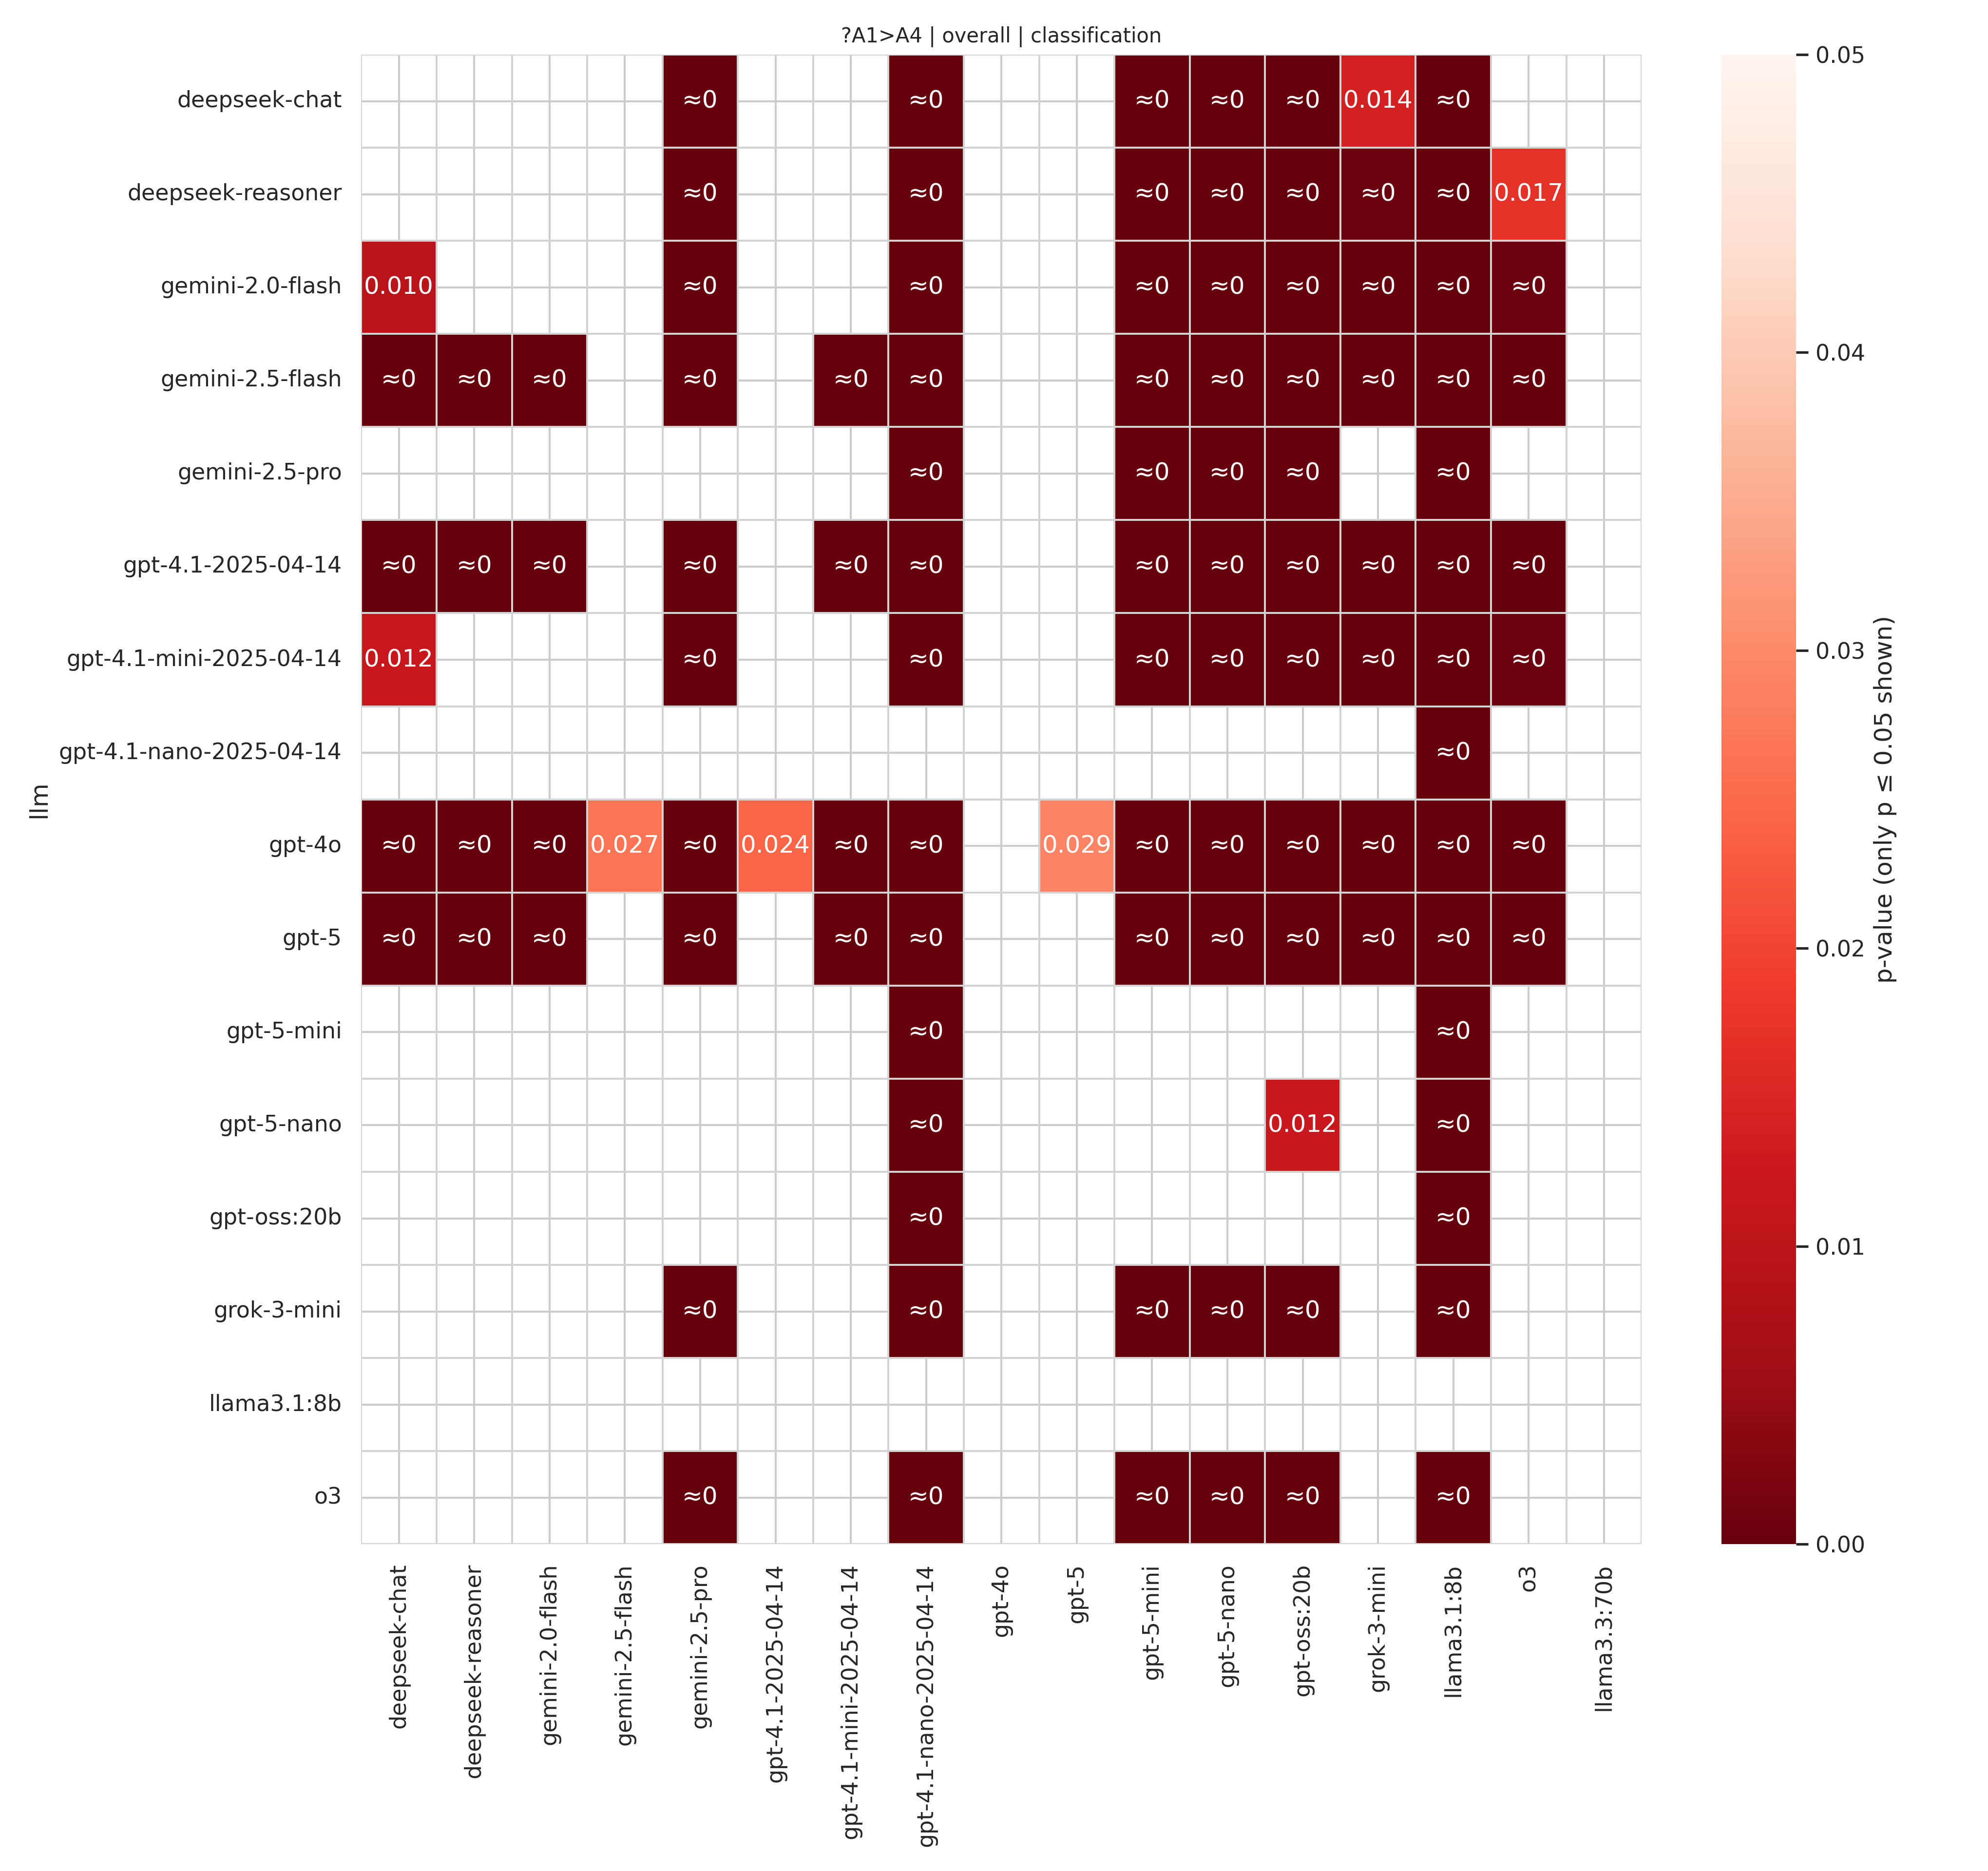 ?A1>A4 | overall | classification
deepseek-chat ≈0 ≈0 ≈0 ≈0 ≈0 0.014 ≈0
deepseek-reasoner ≈0 ≈0 ≈0 ≈0 ≈0 ≈0 ≈0 0.017
gemini-2.0-flash 0.010 ≈0 ≈0 ≈0 ≈0 ≈0 ≈0 ≈0 ≈0
gemini-2.5-flash ≈0 ≈0 ≈0 ≈0 ≈0 ≈0 ≈0 ≈0 ≈0 ≈0 ≈0 ≈0
gemini-2.5-pro ≈0 ≈0 ≈0 ≈0 ≈0
gpt-4.1-2025-04-14 ≈0 ≈0 ≈0 ≈0 ≈0 ≈0 ≈0 ≈0 ≈0 ≈0 ≈0 ≈0
gpt-4.1-mini-2025-04-14 0.012 ≈0 ≈0 ≈0 ≈0 ≈0 ≈0 ≈0 ≈0
gpt-4.1-nano-2025-04-14 ≈0
gpt-4o ≈0 ≈0 ≈0 0.027 ≈0 0.024 ≈0 ≈0 0.029 ≈0 ≈0 ≈0 ≈0 ≈0 ≈0
gpt-5 ≈0 ≈0 ≈0 ≈0 ≈0 ≈0 ≈0 ≈0 ≈0 ≈0 ≈0 ≈0
gpt-5-mini ≈0 ≈0
gpt-5-nano ≈0 0.012 ≈0
gpt-oss:20b ≈0 ≈0
grok-3-mini ≈0 ≈0 ≈0 ≈0 ≈0 ≈0
llama3.1:8b
o3 ≈0 ≈0 ≈0 ≈0 ≈0 ≈0
llm
deepseek-chat
deepseek-reasoner
gemini-2.0-flash
gemini-2.5-flash
gemini-2.5-pro
gpt-4.1-2025-04-14
gpt-4.1-mini-2025-04-14
gpt-4.1-nano-2025-04-14
gpt-4o
gpt-5
gpt-5-mini
gpt-5-nano
gpt-oss:20b
grok-3-mini
llama3.1:8b
o3
llama3.3:70b
0.05
0.04
0.03
0.02
0.01
0.00
p-value (only p ≤ 0.05 shown)